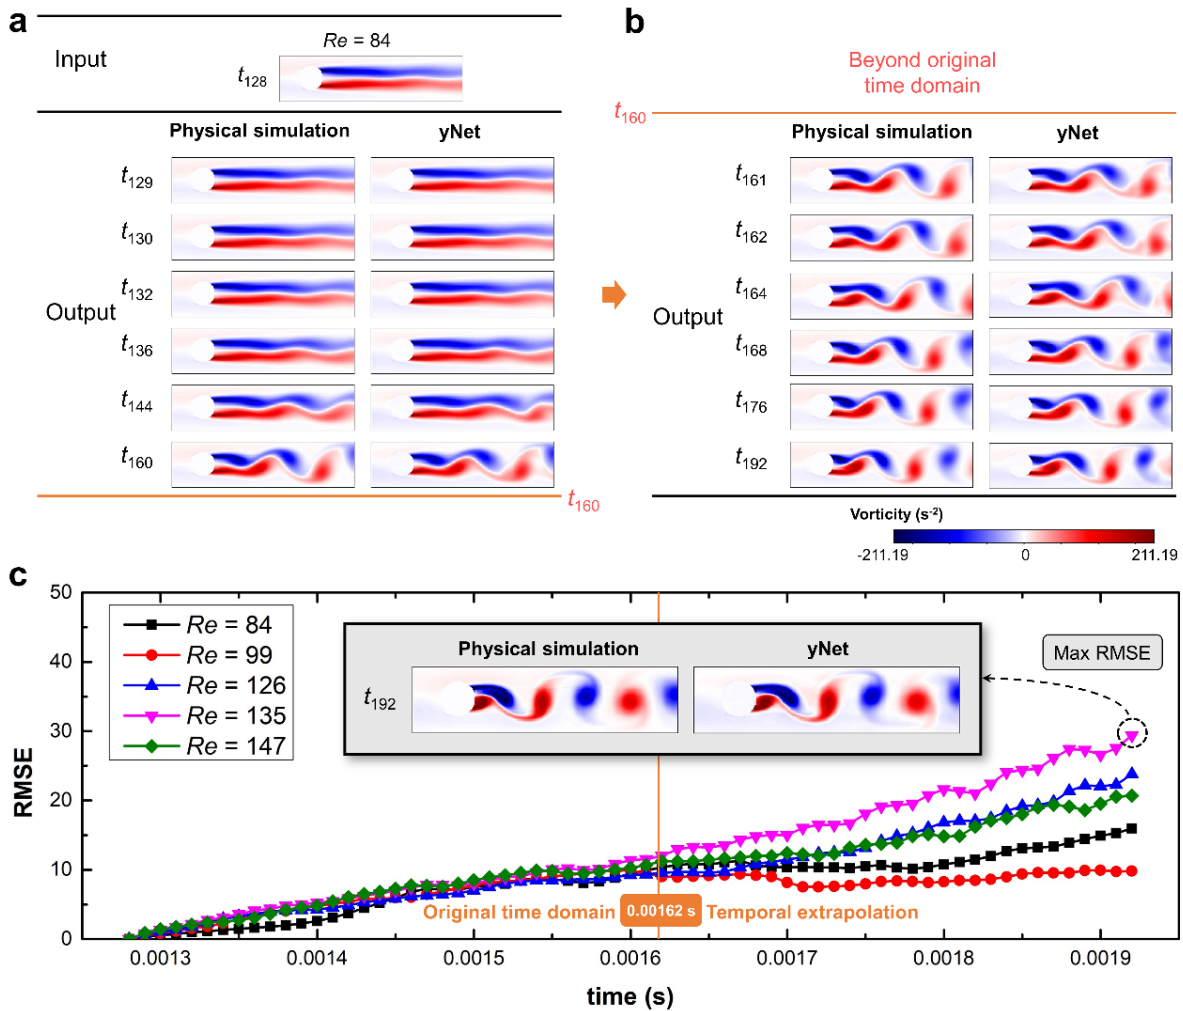 a
Input
Re = 84
t128
Physical simulation
yNet
Output
t129
t130
t132
t136
t144
t160
t160
b
Beyond original
time domain
t160
Physical simulation
yNet
Output
t161
t162
t164
t168
t176
t192
Vorticity (s-2)
-211.19
0
211.19
c
50
40
30
20
10
0
RMSE
Re = 84
Re = 99
Re = 126
Re = 135
Re = 147
Physical simulation
yNet
t192
Max RMSE
Original time domain
0.00162 s
Temporal extrapolation
0.0013
0.0014
0.0015
0.0016
0.0017
0.0018
0.0019
time (s)